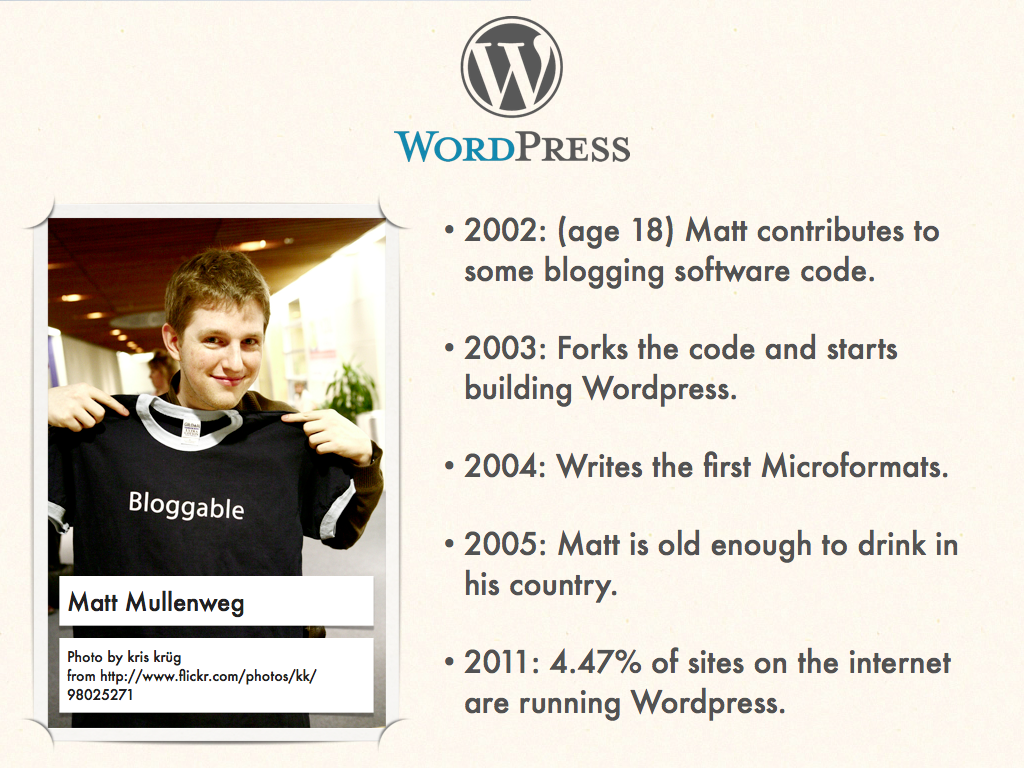 W
WORDPRESS
• 2002: (age 18) Matt contributes to
some blogging software code.
• 2003: Forks the code and starts
building Wordpress.
• 2004: Writes the first Microformats.
• 2005: Matt is old enough to drink in
his country.
• 2011: 4.47% of sites on the internet
are running Wordpress.
Bloggable
Matt Mullenweg
Photo by kris krüg
from http://www.flickr.com/photos/kk/
98025271